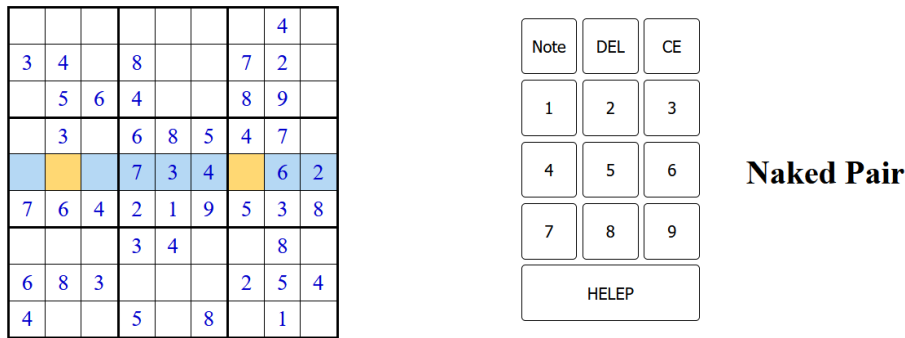 4
3 4 8 7 2
5 6 4 8 9
3 6 8 5 4 7
7 3 4 6 2
7 6 4 2 1 9 5 3 8
3 4 8
6 8 3 2 5 4
4 5 8 1
Note DEL CE
1 2 3
4 5 6
7 8 9
HELEP
Naked Pair